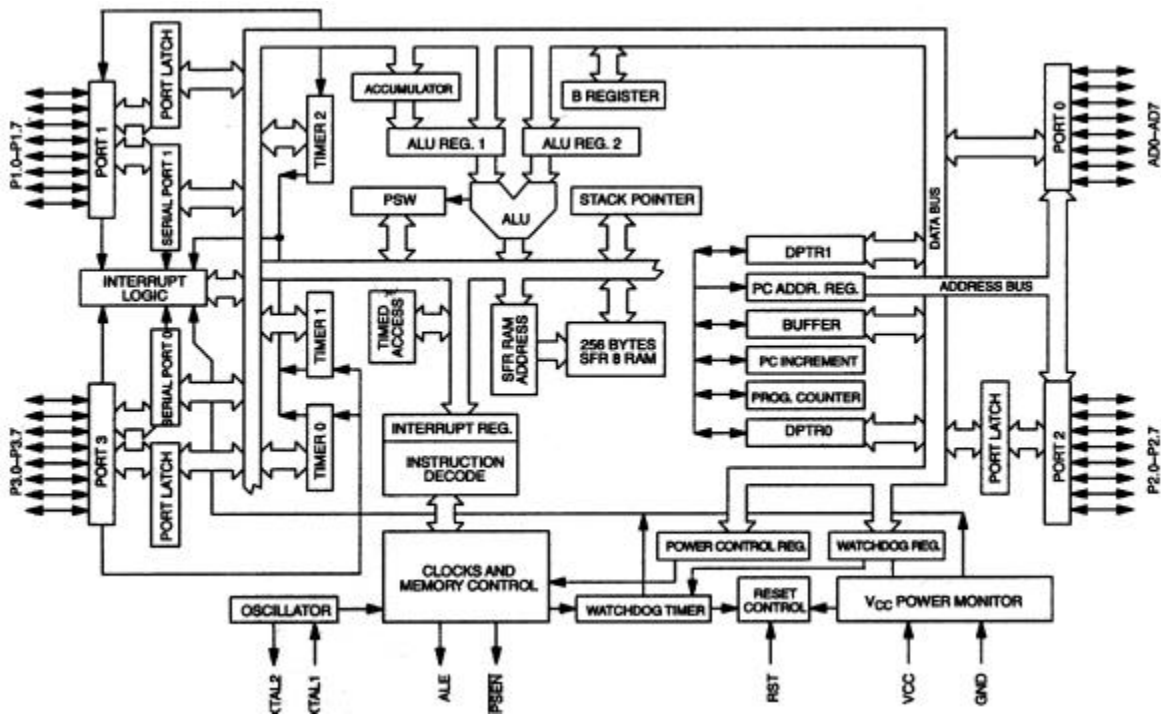 PORT LATCH
P1.0–P1.7
PORT 1
SERIAL PORT 1
TIMER 2
ACCUMULATOR
B REGISTER
ALU REG. 1
ALU REG. 2
PSW
ALU
STACK POINTER
PORT 0
AD0–AD7
DATA BUS
INTERRUPT
LOGIC
DPTR1
PC ADDR. REG.
ADDRESS BUS
BUFFER
PC INCREMENT
PROG. COUNTER
DPTR0
TIMED
ACCESS
SFR RAM
ADDRESS
256 BYTES
SFR 8 RAM
TIMER 1
SERIAL PORT 0
TIMER 0
P3.0–P3.7
PORT 3
PORT LATCH
INTERRUPT REG.
INSTRUCTION
DECODE
PORT LATCH
PORT 2
P2.0–P2.7
CLOCKS AND
MEMORY CONTROL
POWER CONTROL REG.
WATCHDOG REG.
OSCILLATOR
WATCHDOG TIMER
RESET
CONTROL
VCC POWER MONITOR
XTAL2
XTAL1
ALE
PSEN
RST
VCC
GND